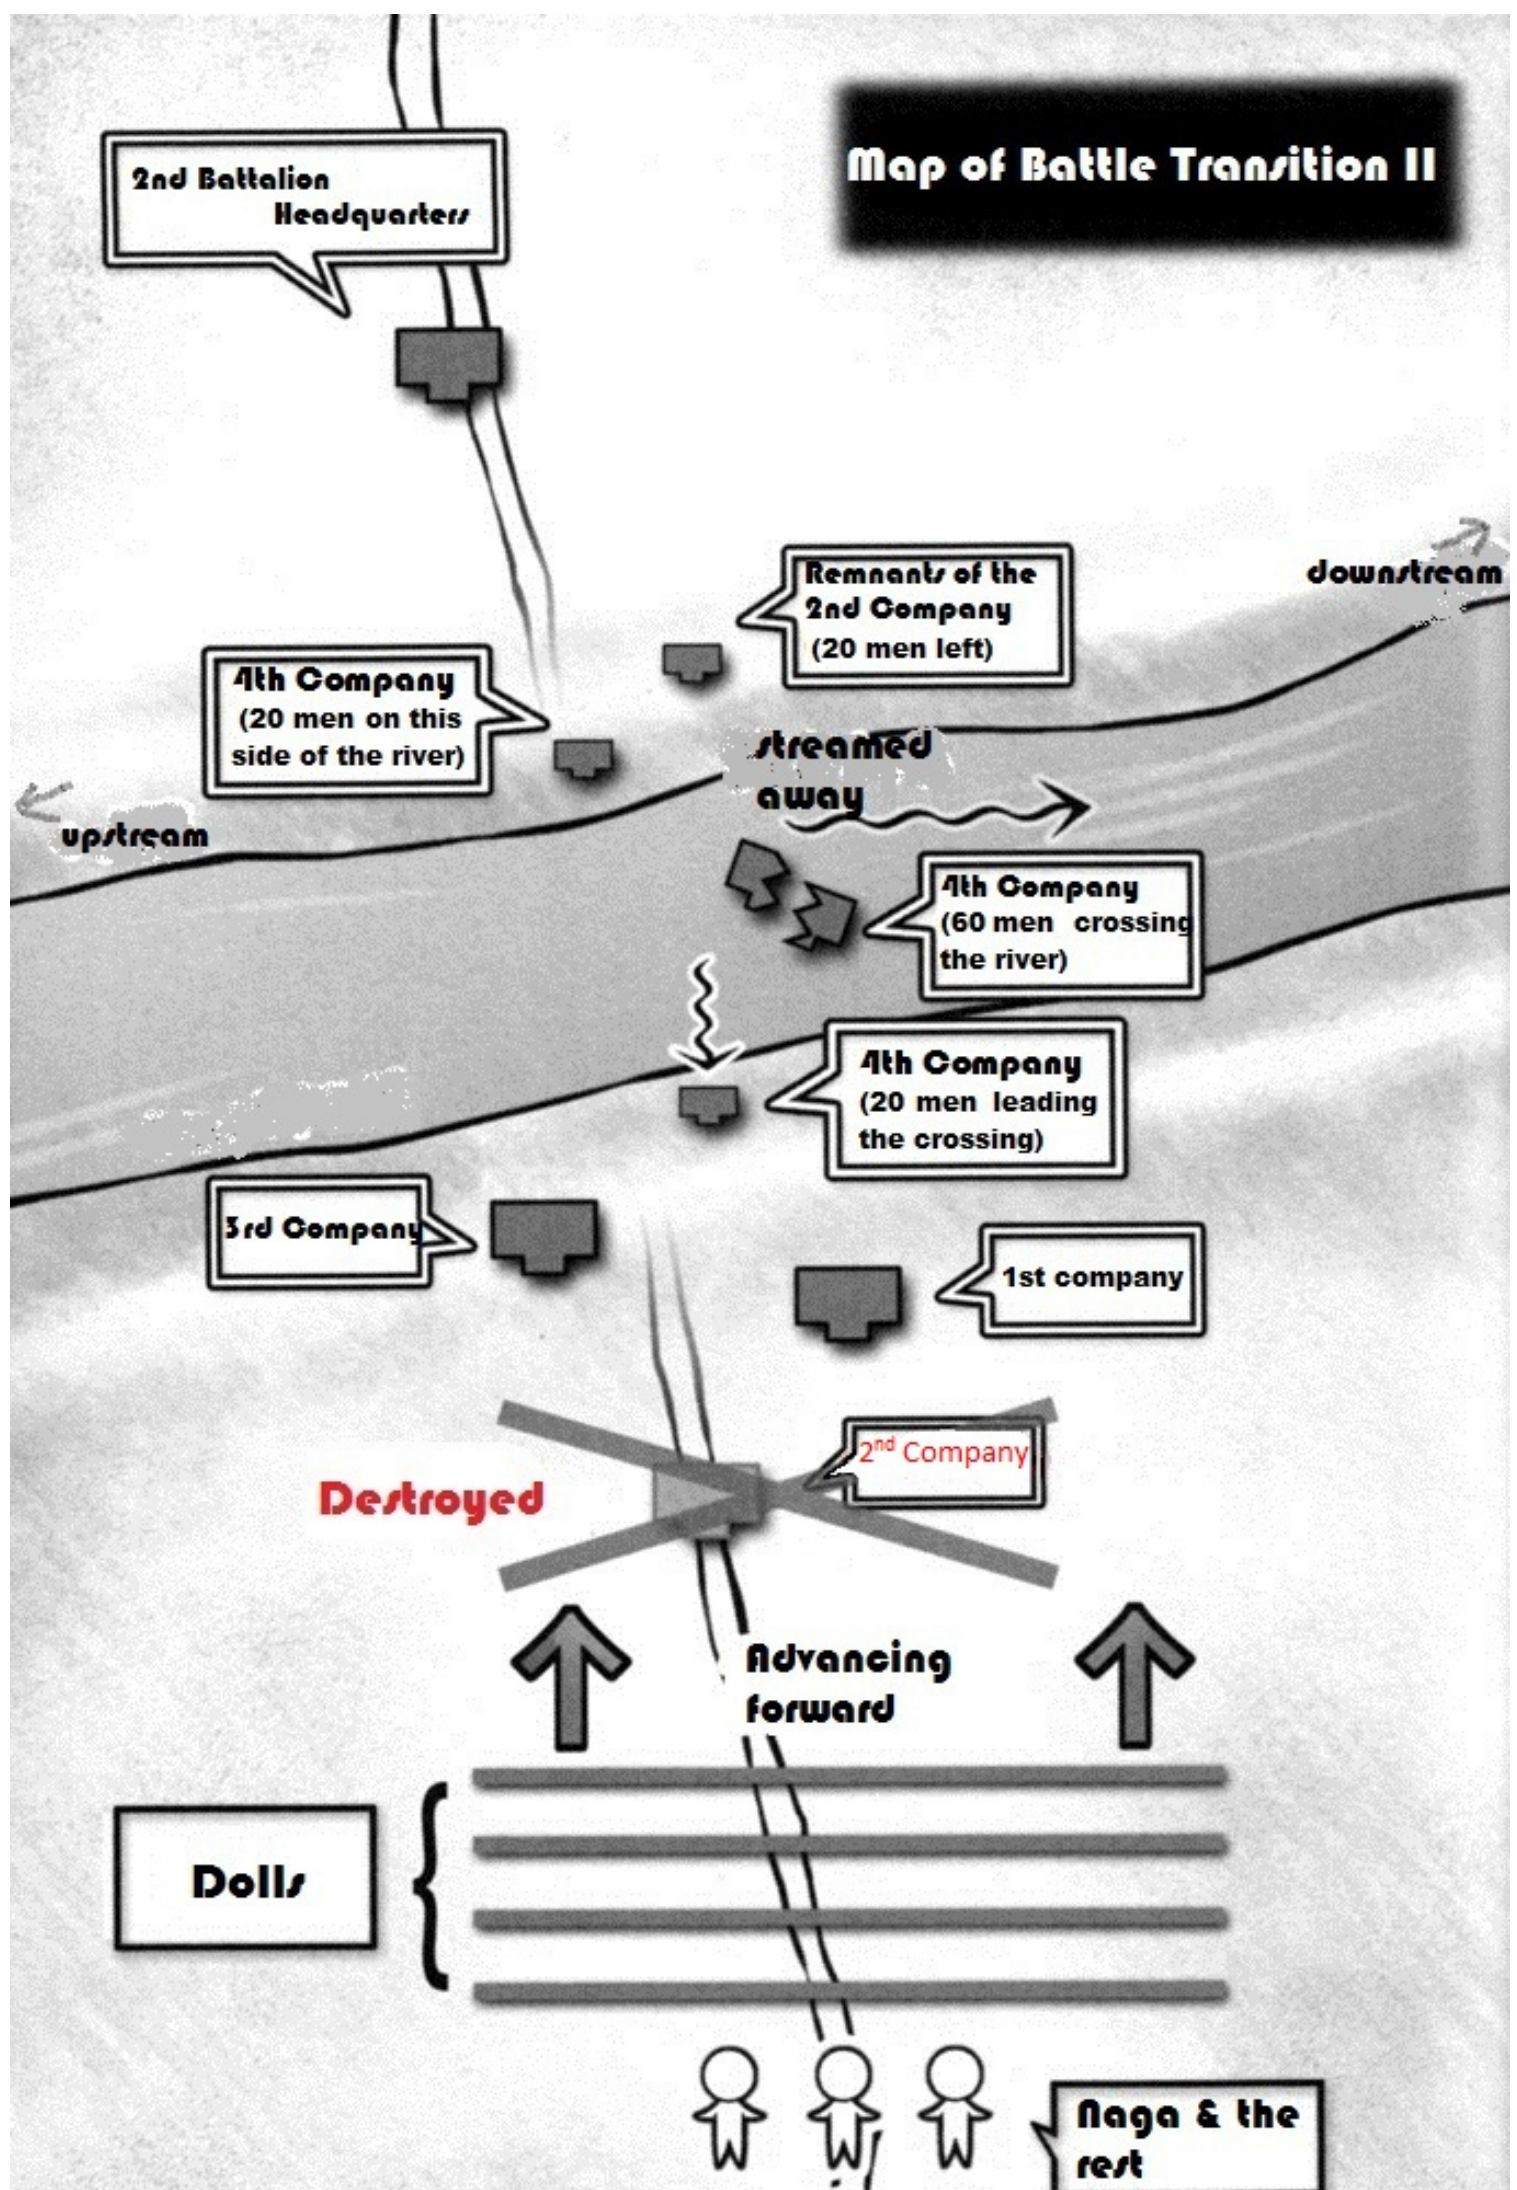 Map of Battle Transition II
2nd Battalion
Headquarters
Remnants of the
2nd Company
(20 men left)
downstream
4th Company
(20 men on this
side of the river)
streamed
away
upstream
4th Company
(60 men crossing
the river)
4th Company
(20 men leading
the crossing)
3rd Company
1st company
2nd Company
Destroyed
Advancing
forward
Dolls
Naga & the
rest